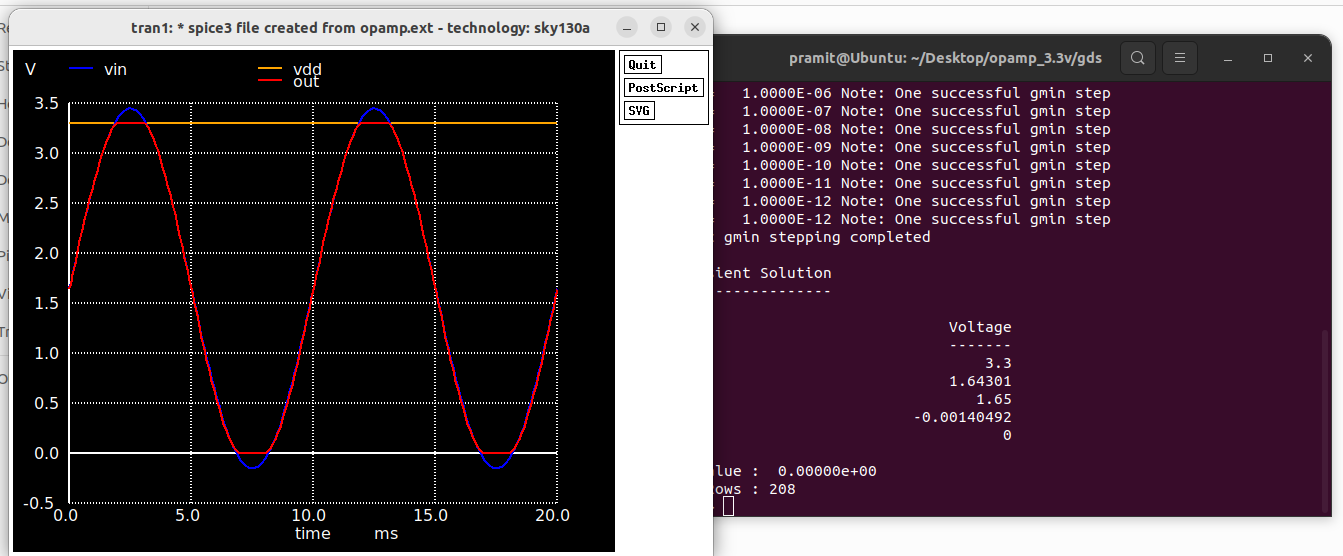 tran1: * spice3 file created from opamp.ext - technology: sky130a
V
vin
vdd
out
3.5
3.0
2.5
2.0
1.5
1.0
0.5
0.0
-0.5
0.0
5.0
10.0
15.0
20.0
time
ms
Quit
PostScript
SVG
pramit@Ubuntu: ~/Desktop/opamp_3.3v/gds
1.0000E-06 Note: One successful gmin step
1.0000E-07 Note: One successful gmin step
1.0000E-08 Note: One successful gmin step
1.0000E-09 Note: One successful gmin step
1.0000E-10 Note: One successful gmin step
1.0000E-11 Note: One successful gmin step
1.0000E-12 Note: One successful gmin step
1.0000E-12 Note: One successful gmin step
gmin stepping completed
ient Solution
-------------
Voltage
-------
3.3
1.64301
1.65
-0.00140492
0
lue :  0.00000e+00
ows : 208